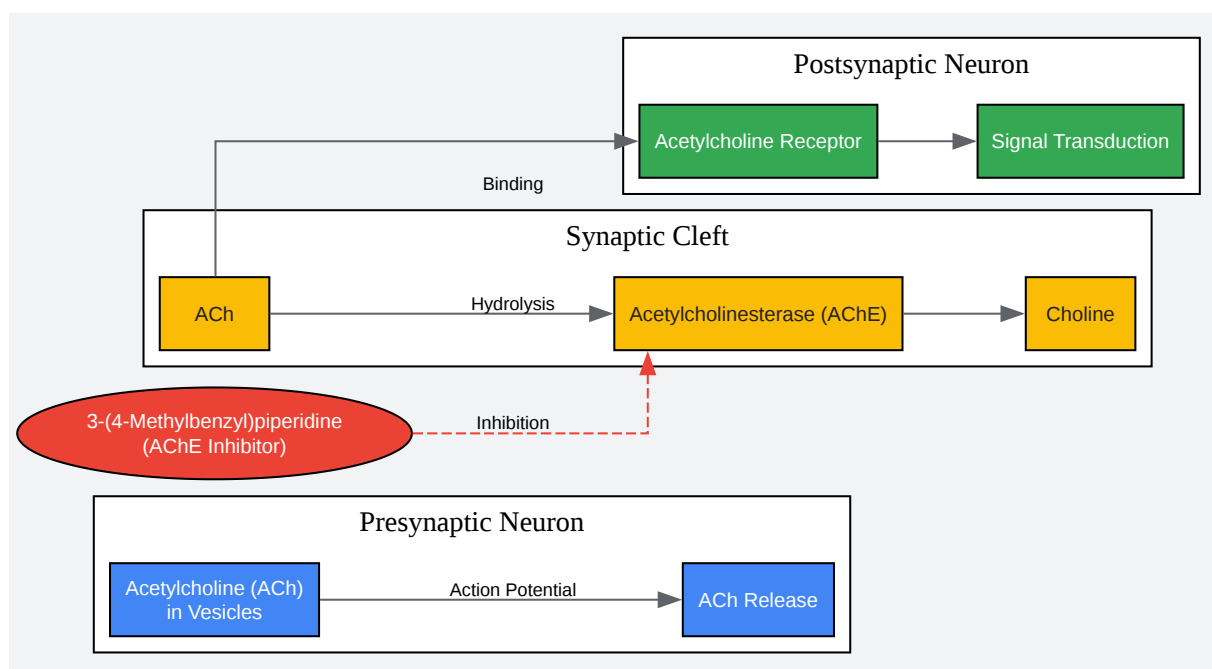 Postsynaptic Neuron
Acetylcholine Receptor
Signal Transduction
Binding
Synaptic Cleft
ACh
Hydrolysis
Acetylcholinesterase (AChE)
Choline
3-(4-Methylbenzyl)piperidine
(AChE Inhibitor)
Inhibition
Presynaptic Neuron
Acetylcholine (ACh)
in Vesicles
Action Potential
ACh Release